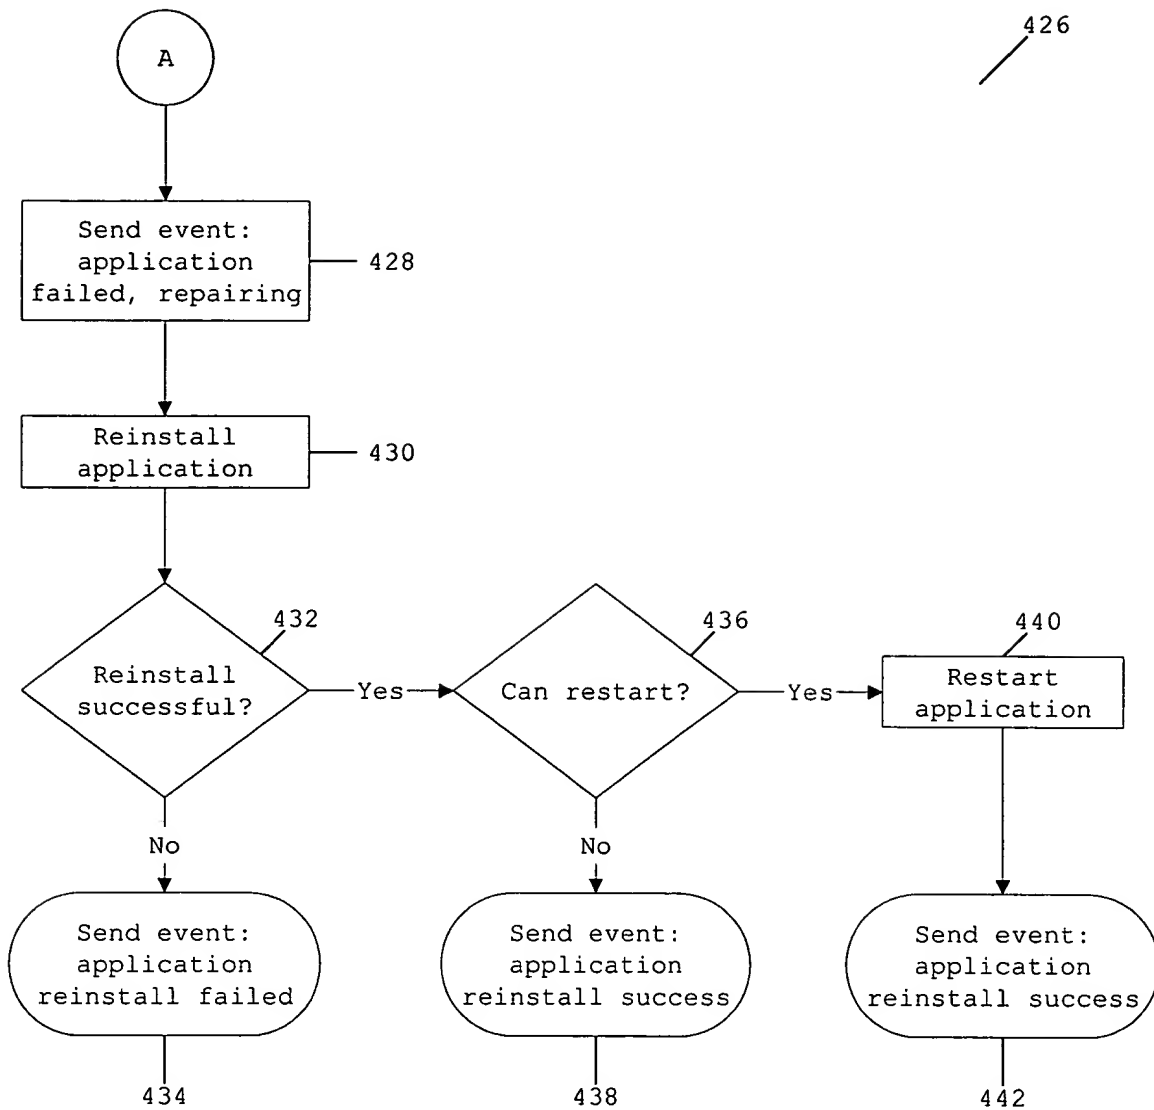 426
A
Send event:
application
failed, repairing
428
Reinstall
application
430
432
Reinstall
successful?
Yes
436
Can restart?
Yes
440
Restart
application
No
No
Send event:
application
reinstall failed
Send event:
application
reinstall success
Send event:
application
reinstall success
434
438
442